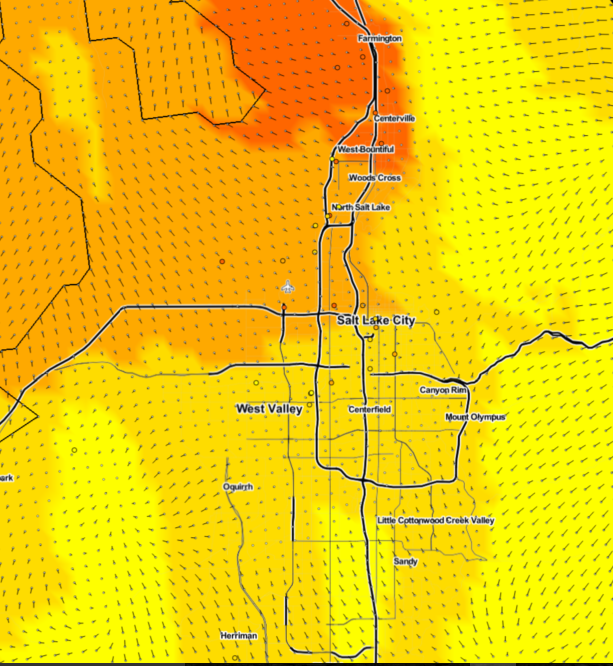 Farmington
Centerville
West Bountiful
Woods Cross
North Salt Lake
Salt Lake City
Canyon Rim
West Valley
Centerfield
Mount Olympus
ark
Oquirrh
Little Cottonwood Creek Valley
Sandy
Herriman